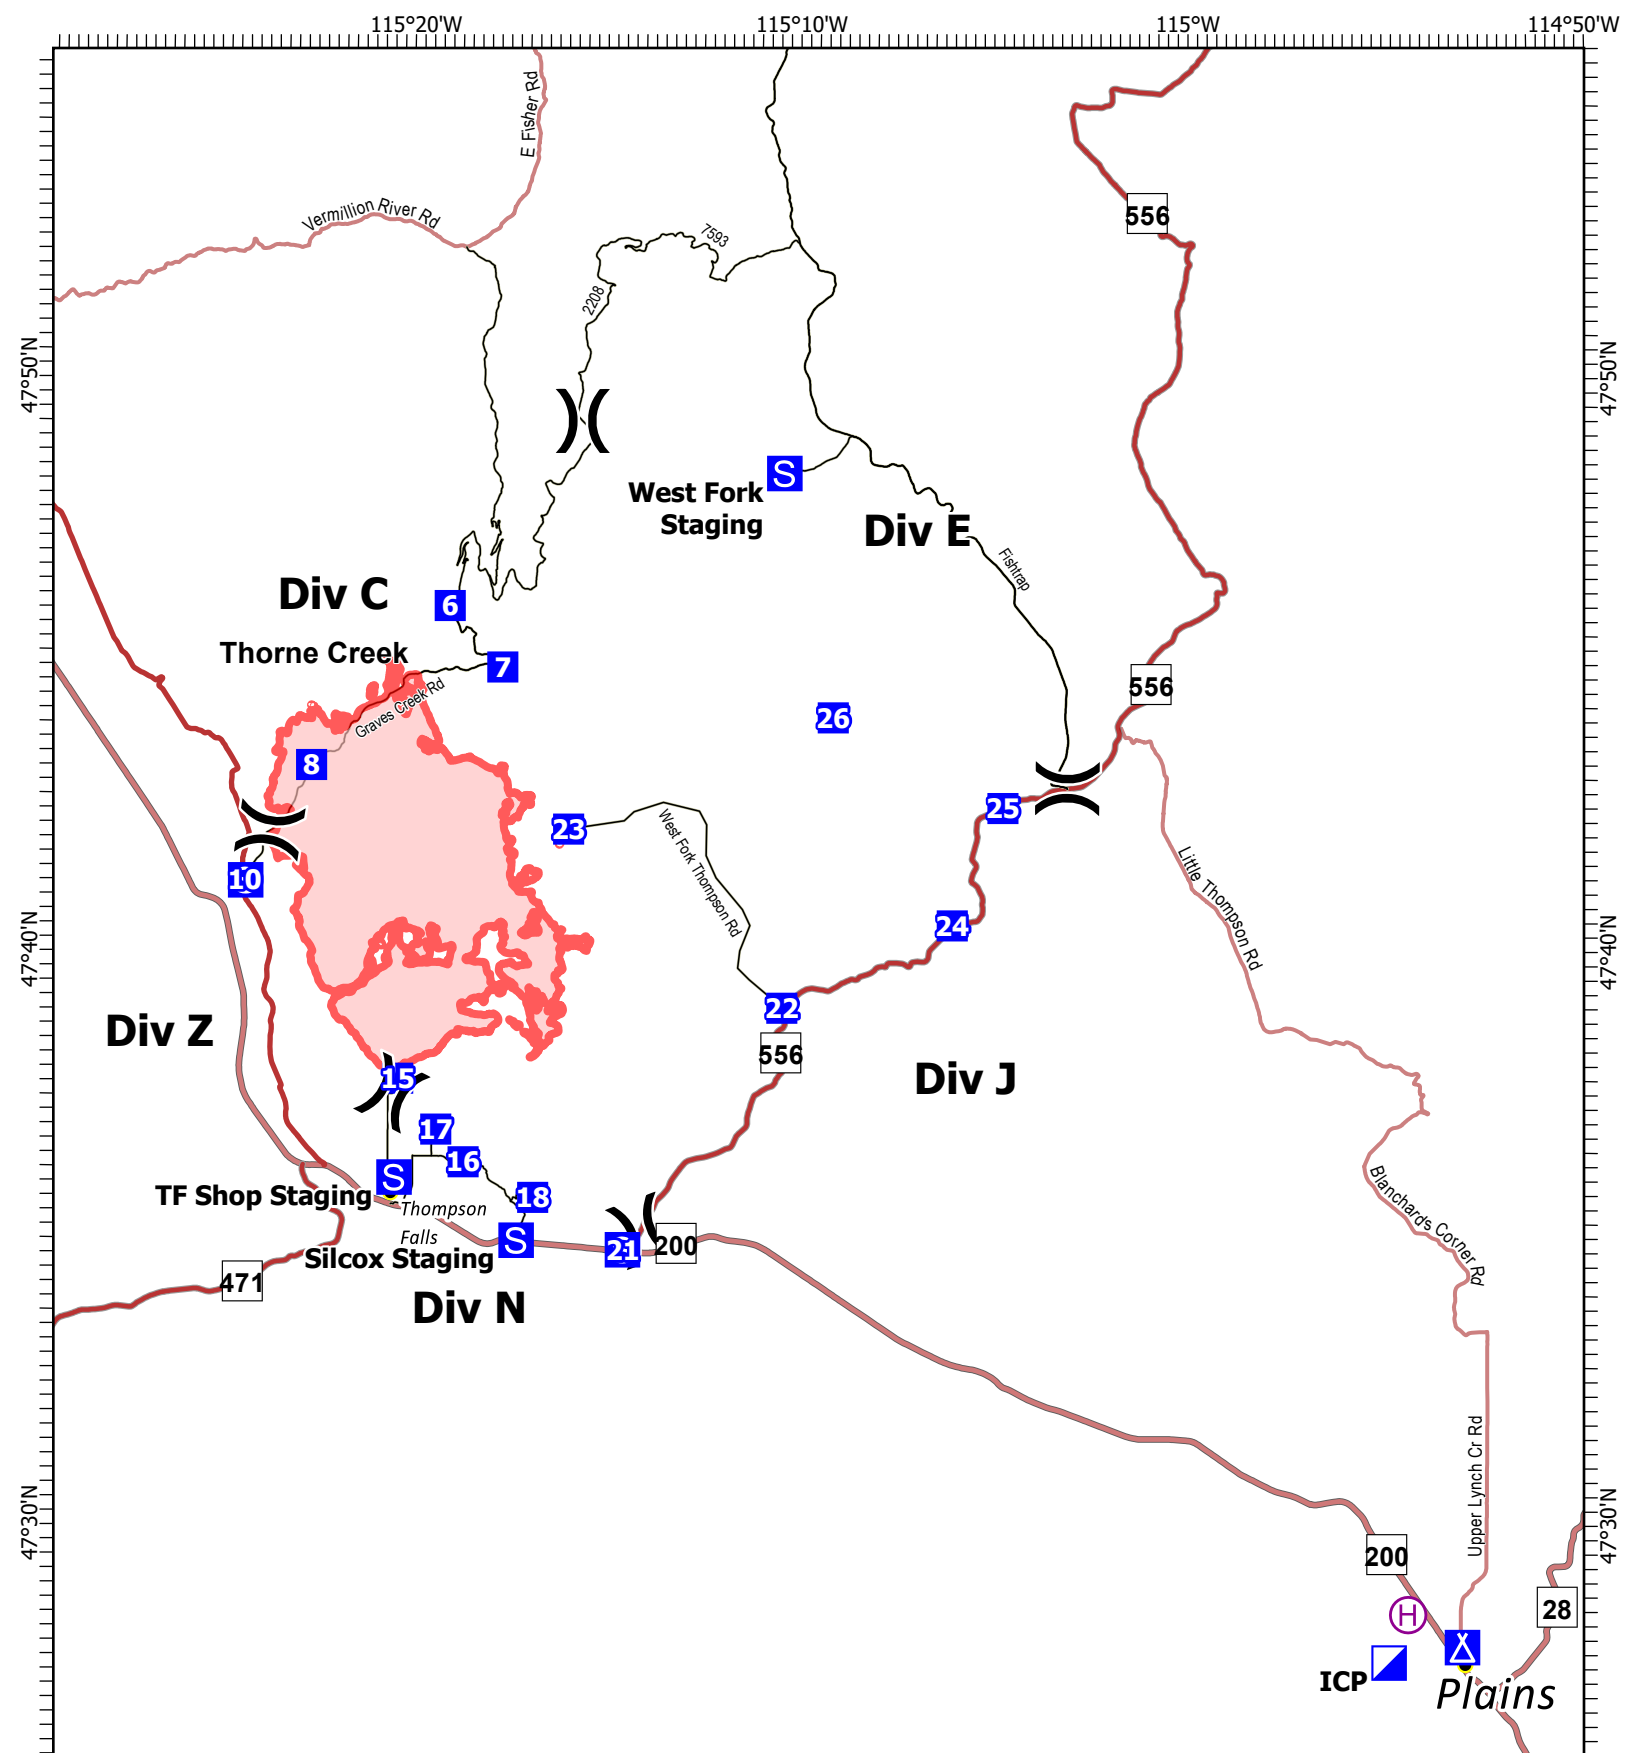 115°20'W
115°10'W
115°W
114°50'W
E Fisher Rd
Vermillion River Rd
7593
556
2208
47°50'N
47°50'N
S
West Fork
Staging
Div E
Fishtrap
Div C
6
Thorne Creek
7
556
Graves Creek Rd
26
8
25
23
West Fork Thompson Rd
Little Thompson Rd
10
24
47°40'N
47°40'N
22
Div Z
556
Div J
15
17
16
S
TF Shop Staging
18
Thompson
Falls
Blanchards Corner Rd
S
Silcox Staging
21
200
471
Div N
Upper Lynch Cr Rd
47°30'N
47°30'N
200
28
H
ICP
Plains